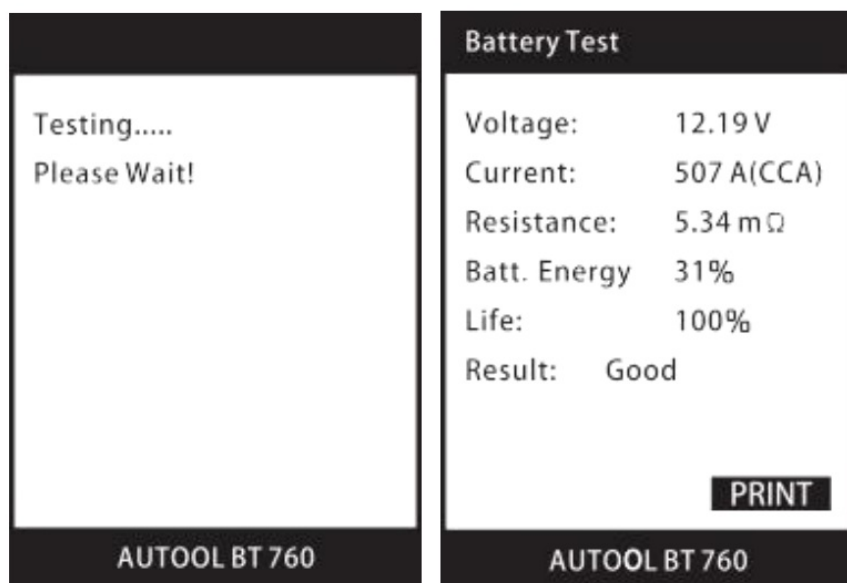 Testing.....
Please Wait!
AUTOOL BT 760
Battery Test
Voltage: 12.19 V
Current: 507 A(CCA)
Resistance: 5.34 mΩ
Batt. Energy 31%
Life: 100%
Result: Good
PRINT
AUTOOL BT 760